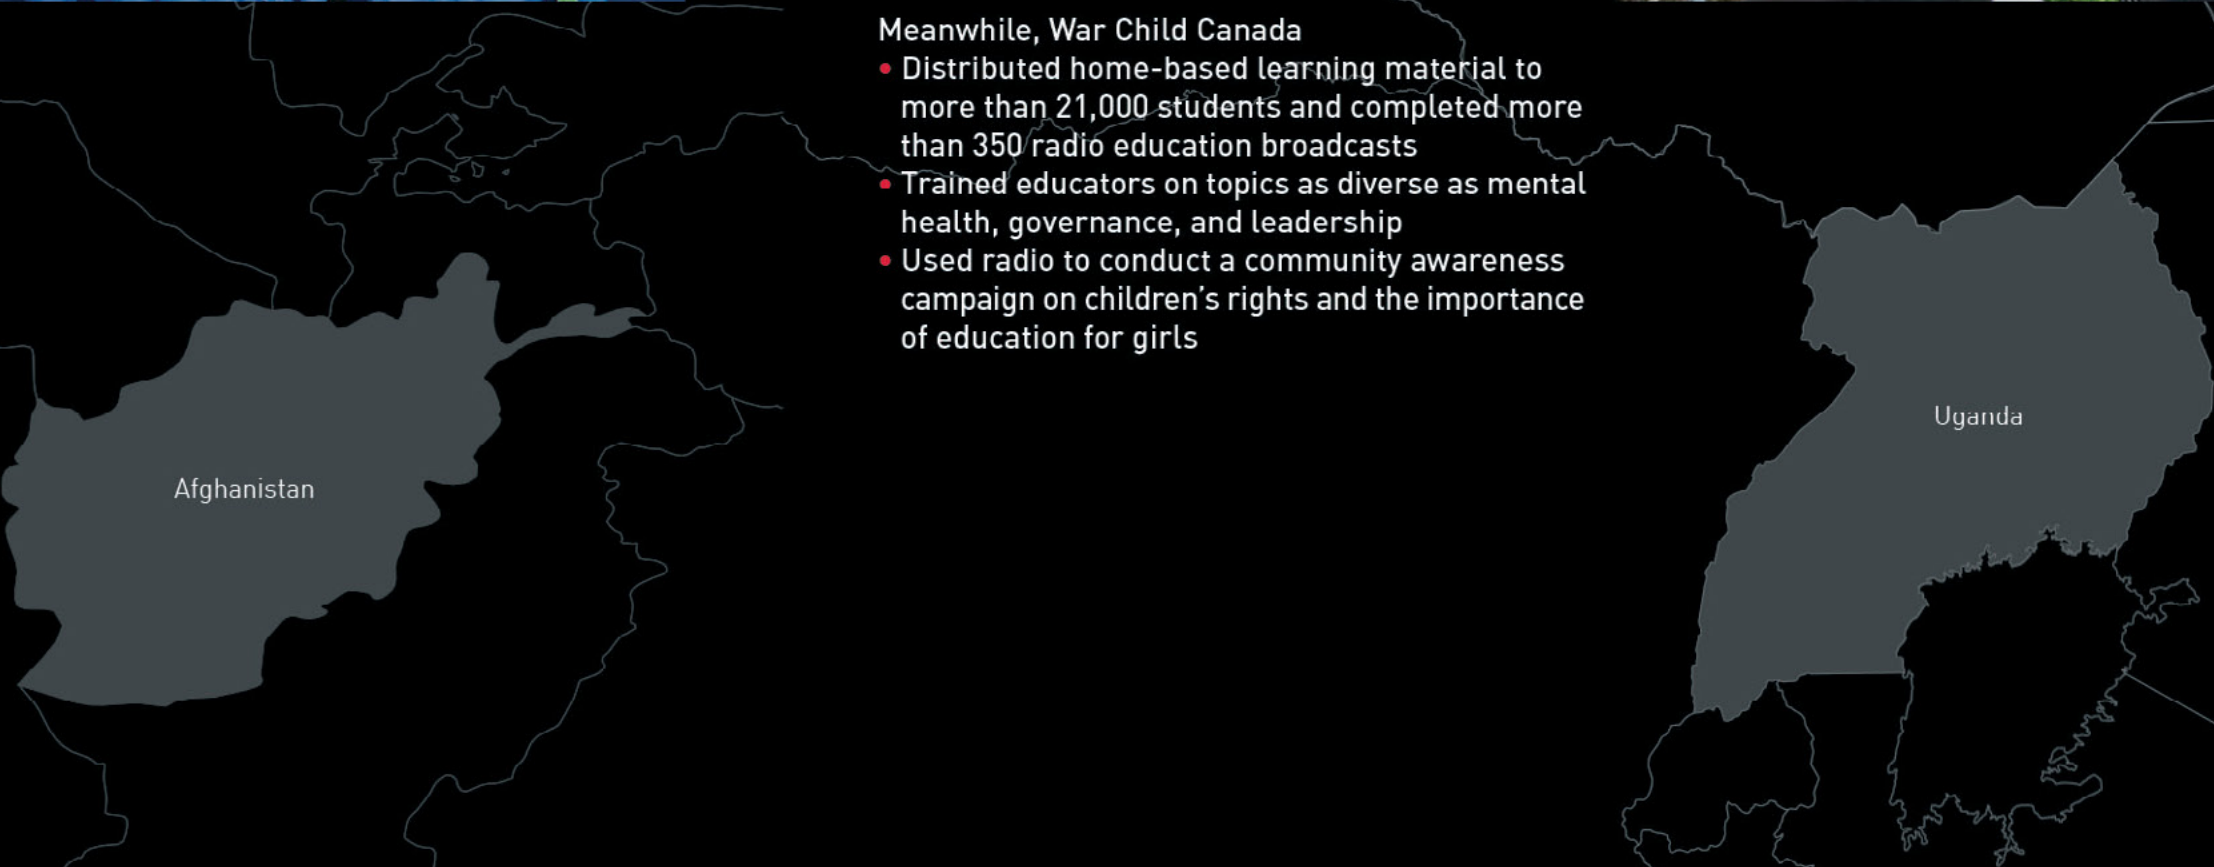 Meanwhile, War Child Canada
• Distributed home-based learning material to
more than 21,000 students and completed more
than 350 radio education broadcasts
• Trained educators on topics as diverse as mental
health, governance, and leadership
• Used radio to conduct a community awareness
campaign on children’s rights and the importance
of education for girls
Uganda
Afghanistan